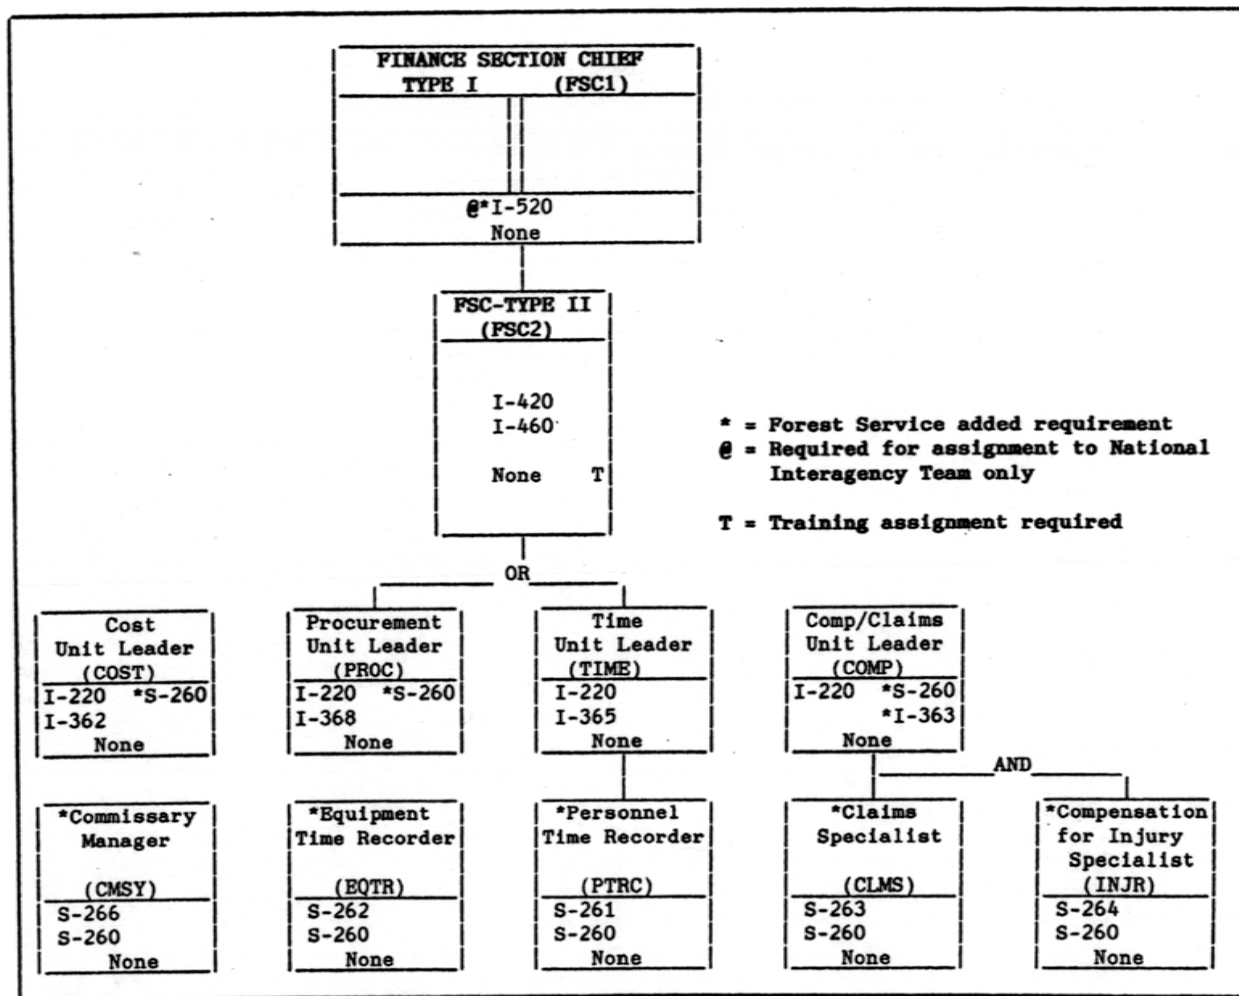 FINANCE SECTION CHIEF
TYPE I (FSC1)
@*I-520
None
FSC-TYPE II
(FSC2)
I-420
I-460
None T
* = Forest Service added requirement
@ = Required for assignment to National
Interagency Team only
T = Training assignment required
OR
Cost
Unit Leader
(COST)
I-220 *S-260
I-362
None
Procurement
Unit Leader
(PROC)
I-220 *S-260
I-368
None
Time
Unit Leader
(TIME)
I-220
I-365
None
Comp/Claims
Unit Leader
(COMP)
I-220 *S-260
*I-363
None
AND
*Commissary
Manager
(CMSY)
S-266
S-260
None
*Equipment
Time Recorder
(EQTR)
S-262
S-260
None
*Personnel
Time Recorder
(PTRC)
S-261
S-260
None
*Claims
Specialist
(CLMS)
S-263
S-260
None
*Compensation
for Injury
Specialist
(INJR)
S-264
S-260
None